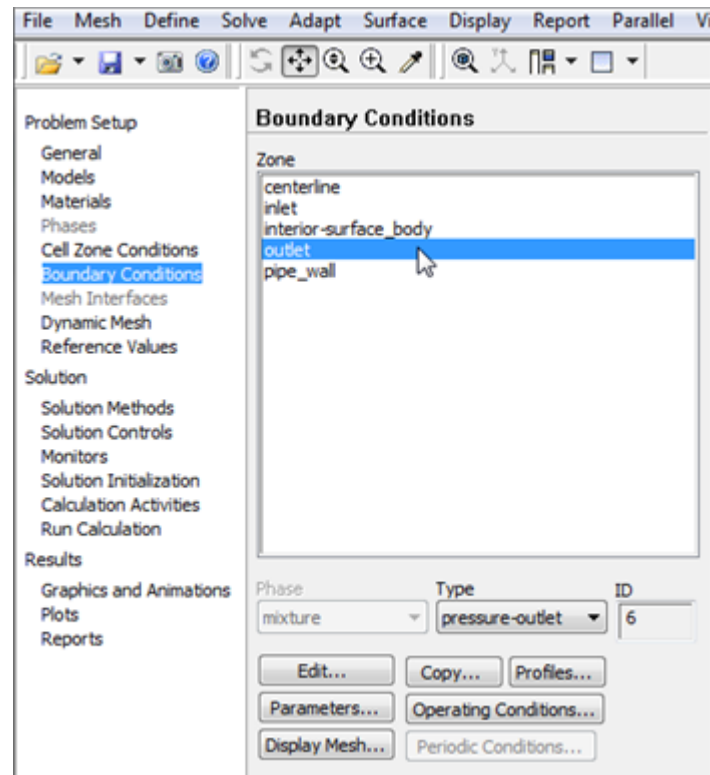 File Mesh Define Solve Adapt Surface Display Report Parallel
Problem Setup
General
Models
Materials
Phases
Cell Zone Conditions
Boundary Conditions
Mesh Interfaces
Dynamic Mesh
Reference Values
Solution
Solution Methods
Solution Controls
Monitors
Solution Initialization
Calculation Activities
Run Calculation
Results
Graphics and Animations
Plots
Reports
Boundary Conditions
Zone
centerline
inlet
interior-surface_body
outlet
pipe_wall
Phase Type ID
mixture pressure-outlet 6
Edit... Copy... Profiles...
Parameters... Operating Conditions...
Display Mesh... Periodic Conditions...